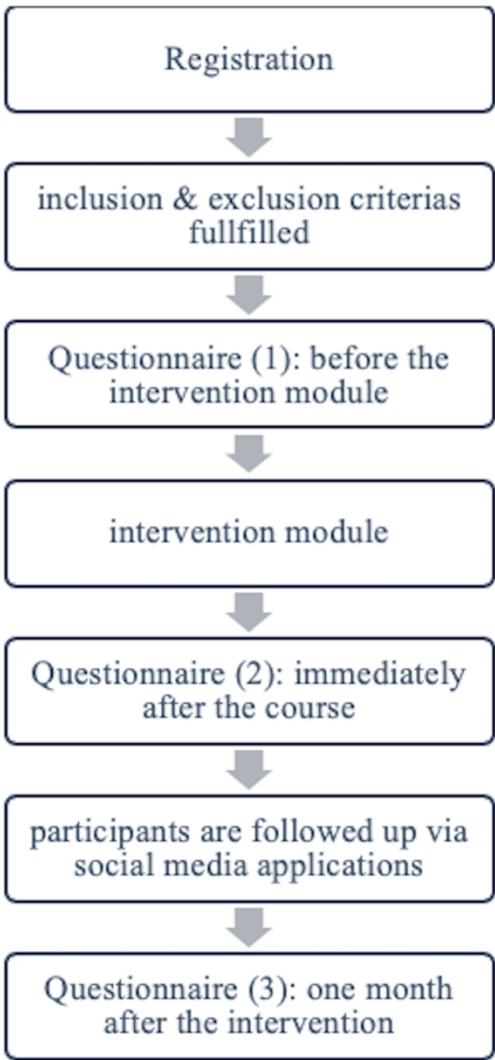 Registration
inclusion & exclusion criterias
fullfilled
Questionnaire (1): before the
intervention module
intervention module
Questionnaire (2): immediately
after the course
participants are followed up via
social media applications
Questionnaire (3): one month
after the intervention